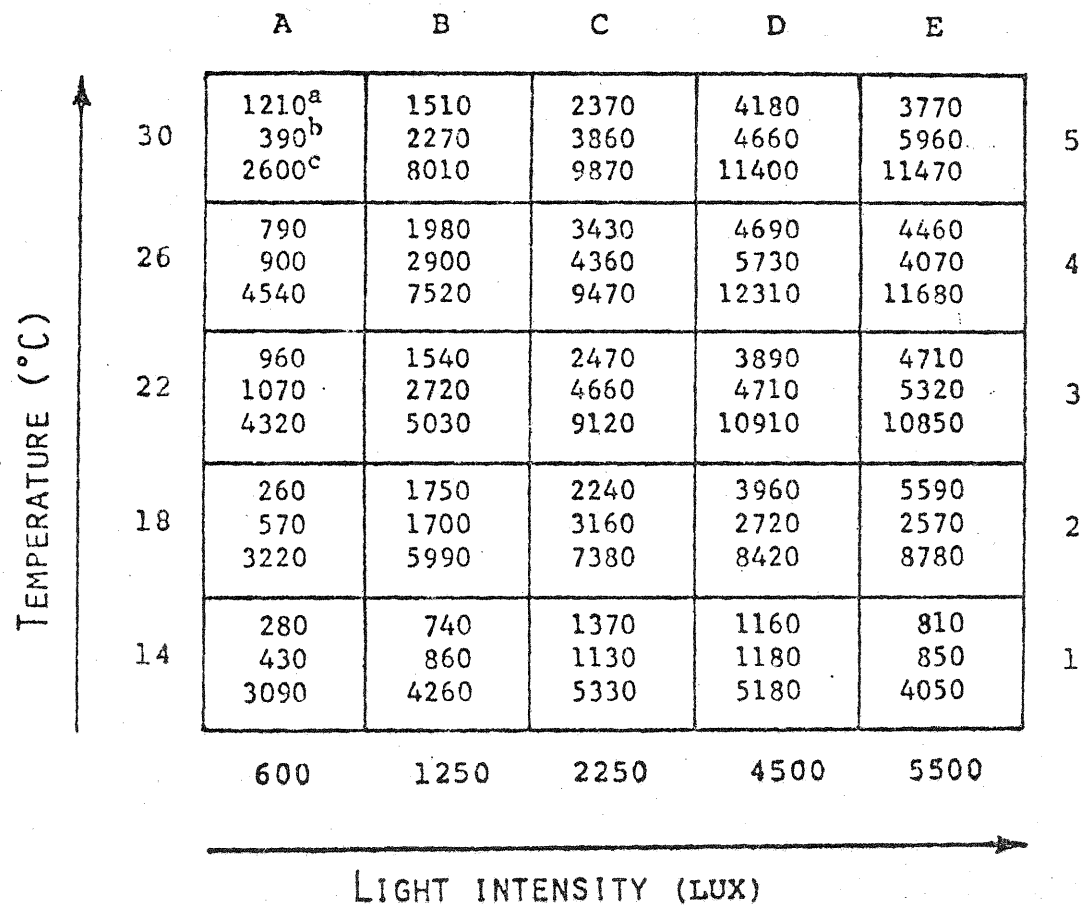 A B C D E
1210a 1510 2370 4180 3770
30 390b 2270 3860 4660 5960 5
2600c 8010 9870 11400 11470
790 1980 3430 4690 4460
26 900 2900 4360 5730 4070 4
4540 7520 9470 12310 11680
960 1540 2470 3890 4710
22 1070 2720 4660 4710 5320 3
4320 5030 9120 10910 10850
260 1750 2240 3960 5590
18 570 1700 3160 2720 2570 2
3220 5990 7380 8420 8780
280 740 1370 1160 810
14 430 860 1130 1180 850 1
3090 4260 5330 5180 4050
TEMPERATURE (°C)
600 1250 2250 4500 5500
LIGHT INTENSITY (LUX)